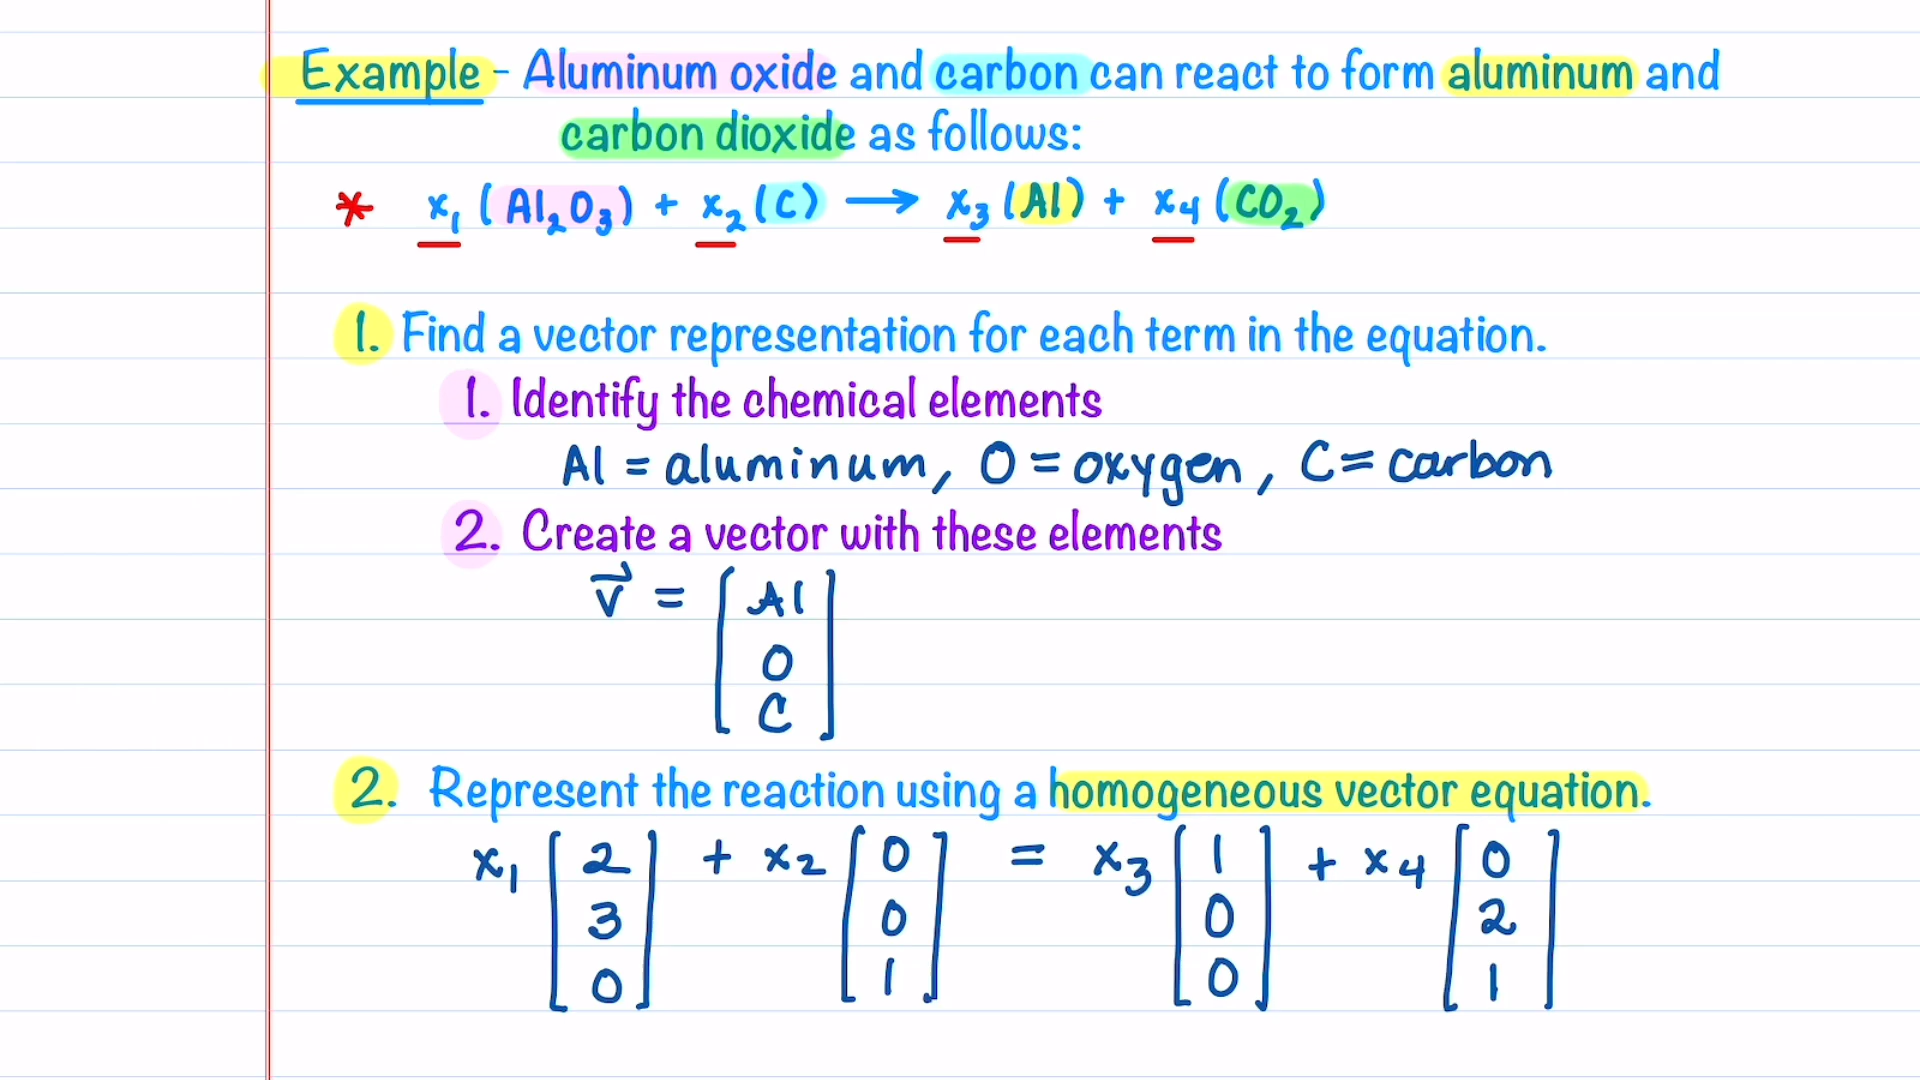 Example - Aluminum oxide and carbon can react to form aluminum and
carbon dioxide as follows:
* x₁ (Al₂O₃) + x₂ (C) → x₃ (Al) + x₄ (CO₂)
1. Find a vector representation for each term in the equation.
1. Identify the chemical elements
Al = aluminum, O = oxygen, C = carbon
2. Create a vector with these elements
v⃗ = [Al
O
C]
2. Represent the reaction using a homogeneous vector equation.
x₁ [2 + x₂ [0 = x₃ [1 + x₄ [0
3 0 0 2
0] 1] 0] 1]